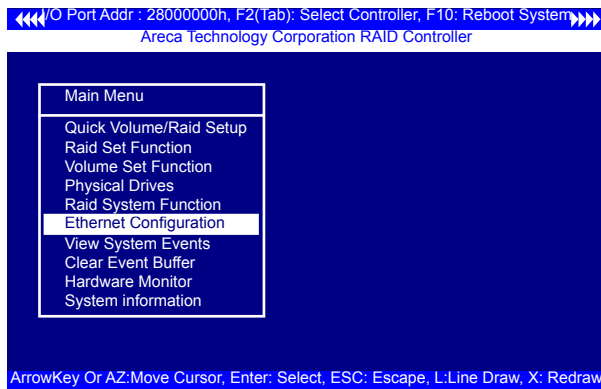 I/O Port Addr : 28000000h, F2(Tab): Select Controller, F10: Reboot System
Areca Technology Corporation RAID Controller
Main Menu
Quick Volume/Raid Setup
Raid Set Function
Volume Set Function
Physical Drives
Raid System Function
Ethernet Configuration
View System Events
Clear Event Buffer
Hardware Monitor
System information
ArrowKey Or AZ:Move Cursor, Enter: Select, ESC: Escape, L:Line Draw, X: Redraw